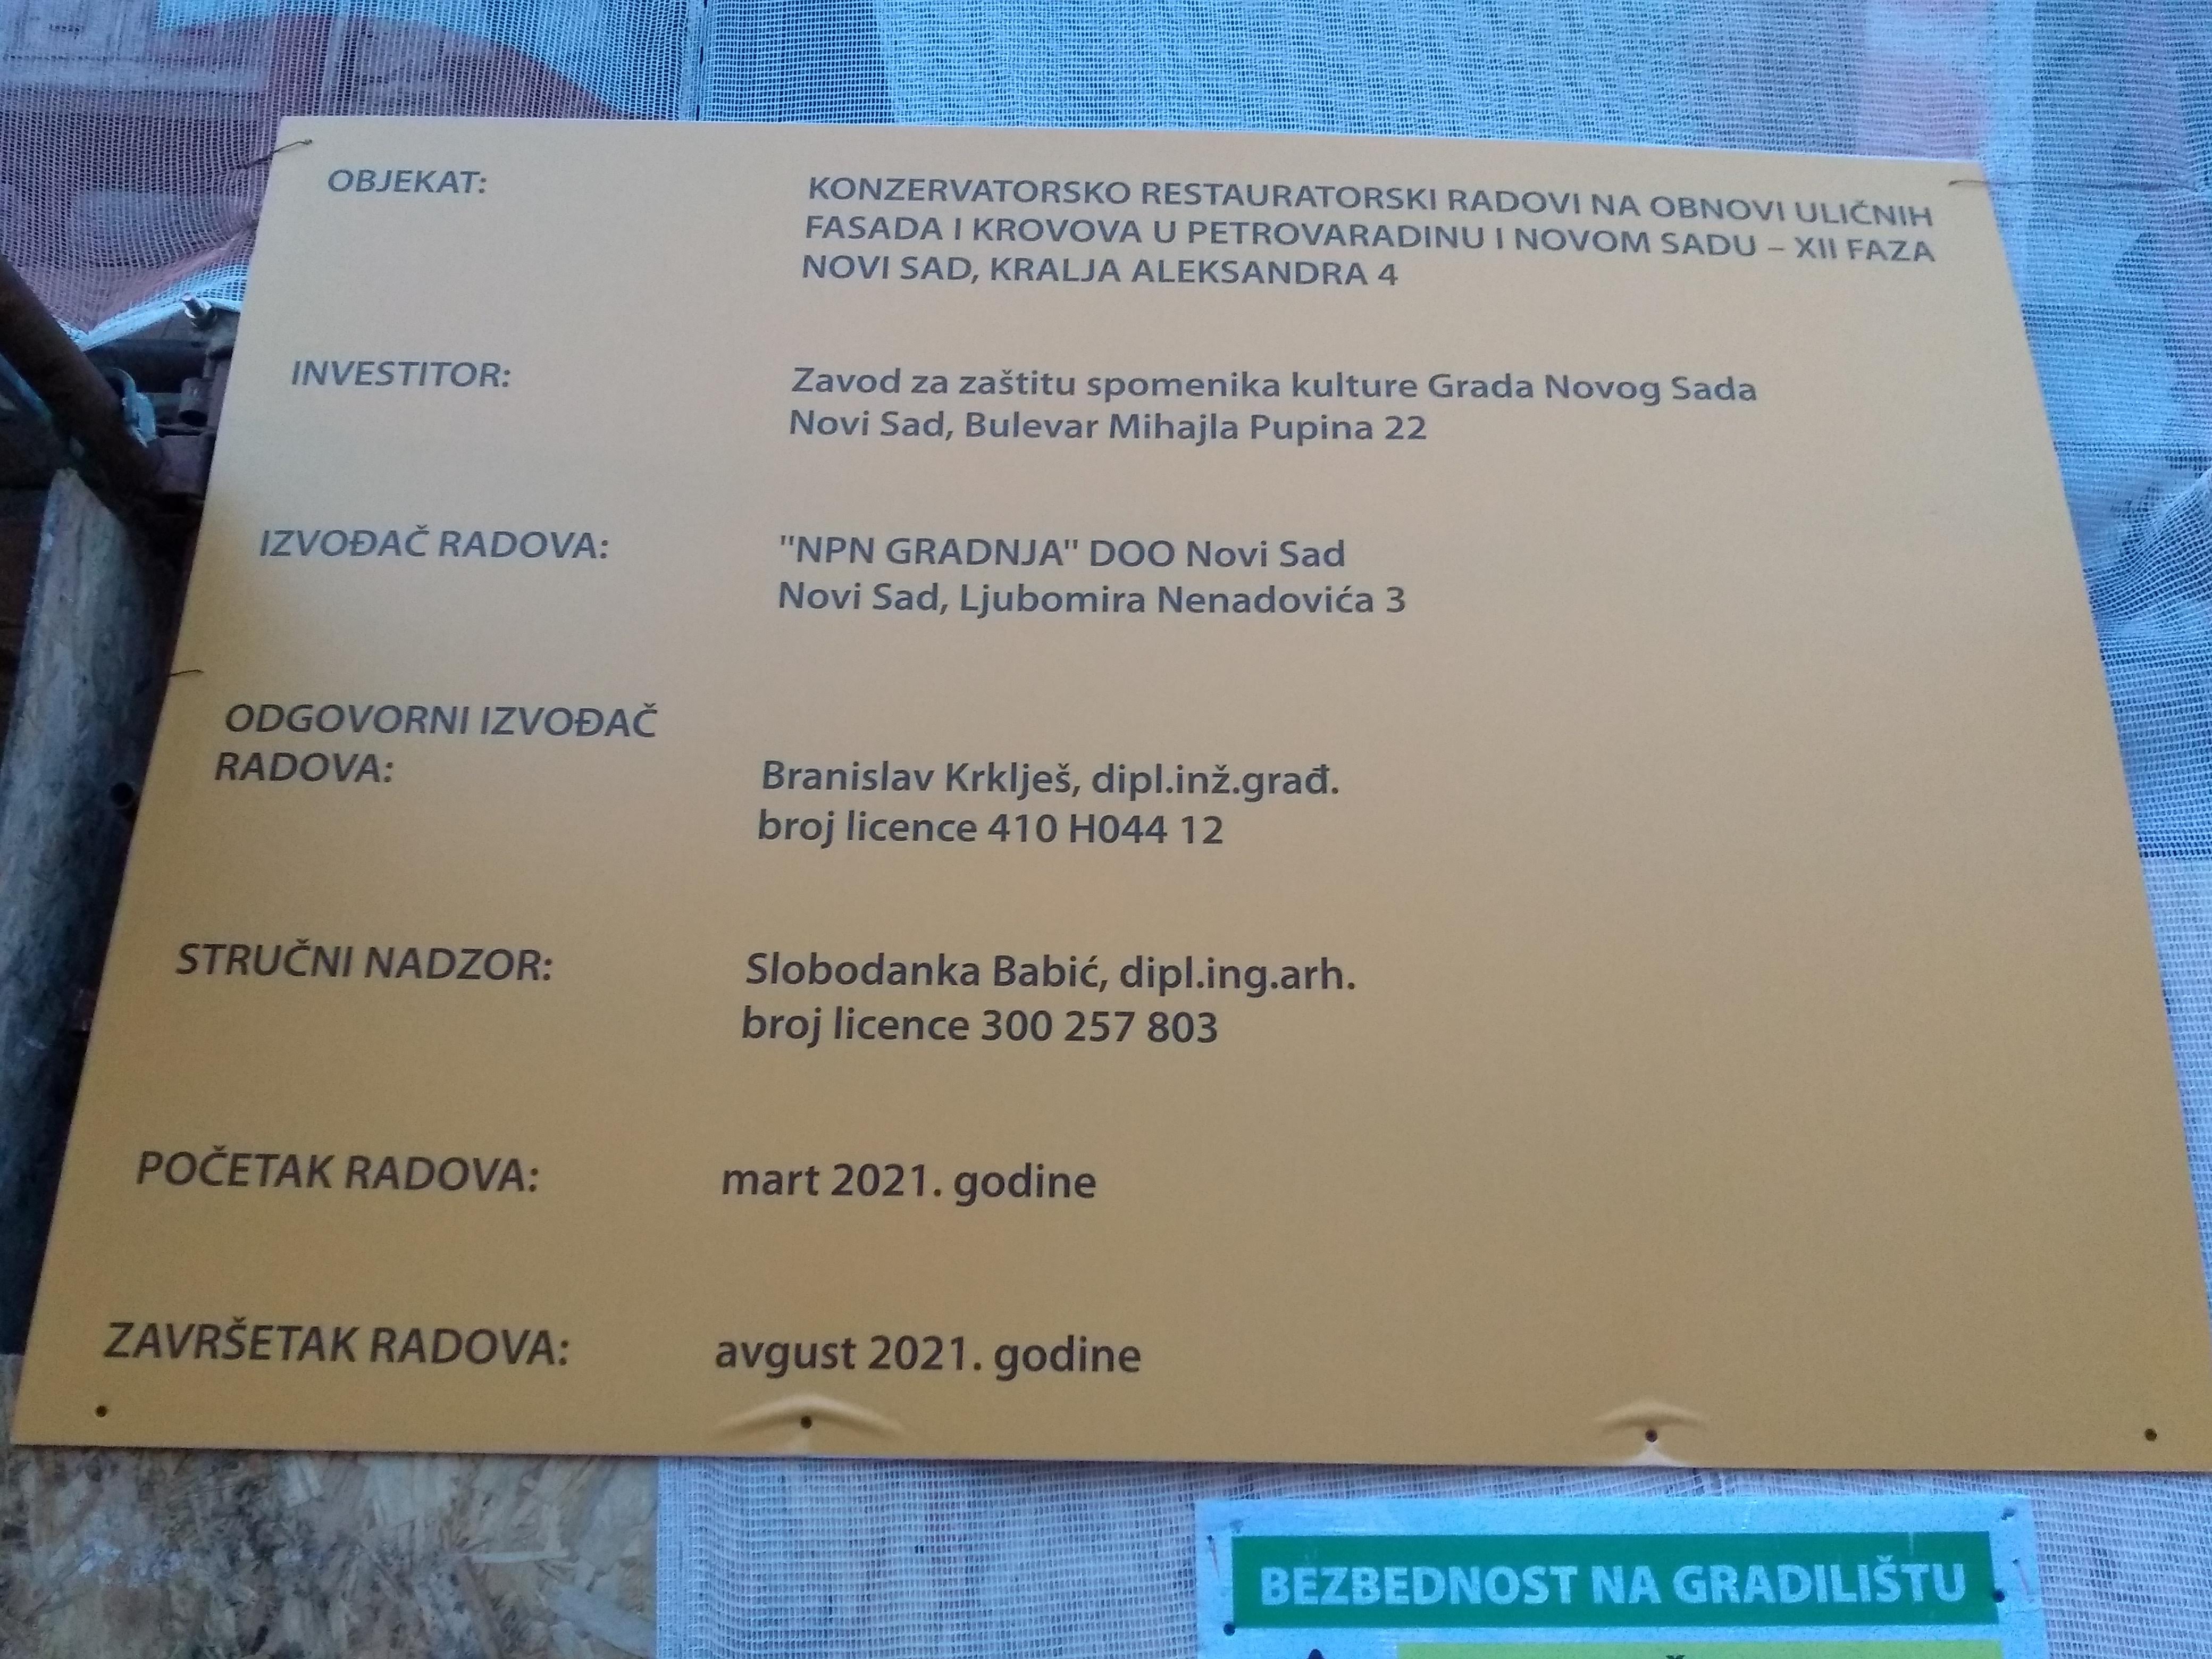 OBJEKAT:
KONZERVATORSKO RESTAURATORSKI RADOVI NA OBNOVI ULIČNIH
FASADA I KROVOVA U PETROVARADINU I NOVOM SADU – XII FAZA
NOVI SAD, KRALJA ALEKSANDRA 4
INVESTITOR:
Zavod za zaštitu spomenika kulture Grada Novog Sada
Novi Sad, Bulevar Mihajla Pupina 22
IZVOĐAČ RADOVA:
"NPN GRADNJA" DOO Novi Sad
Novi Sad, Ljubomira Nenadovića 3
ODGOVORNI IZVOĐAČ
RADOVA:
Branislav Krklješ, dipl.inž.građ.
broj licence 410 H044 12
STRUČNI NADZOR:
Slobodanka Babić, dipl.ing.arh.
broj licence 300 257 803
POČETAK RADOVA:
mart 2021. godine
ZAVRŠETAK RADOVA:
avgust 2021. godine
BEZBEDNOST NA GRADILIŠTU